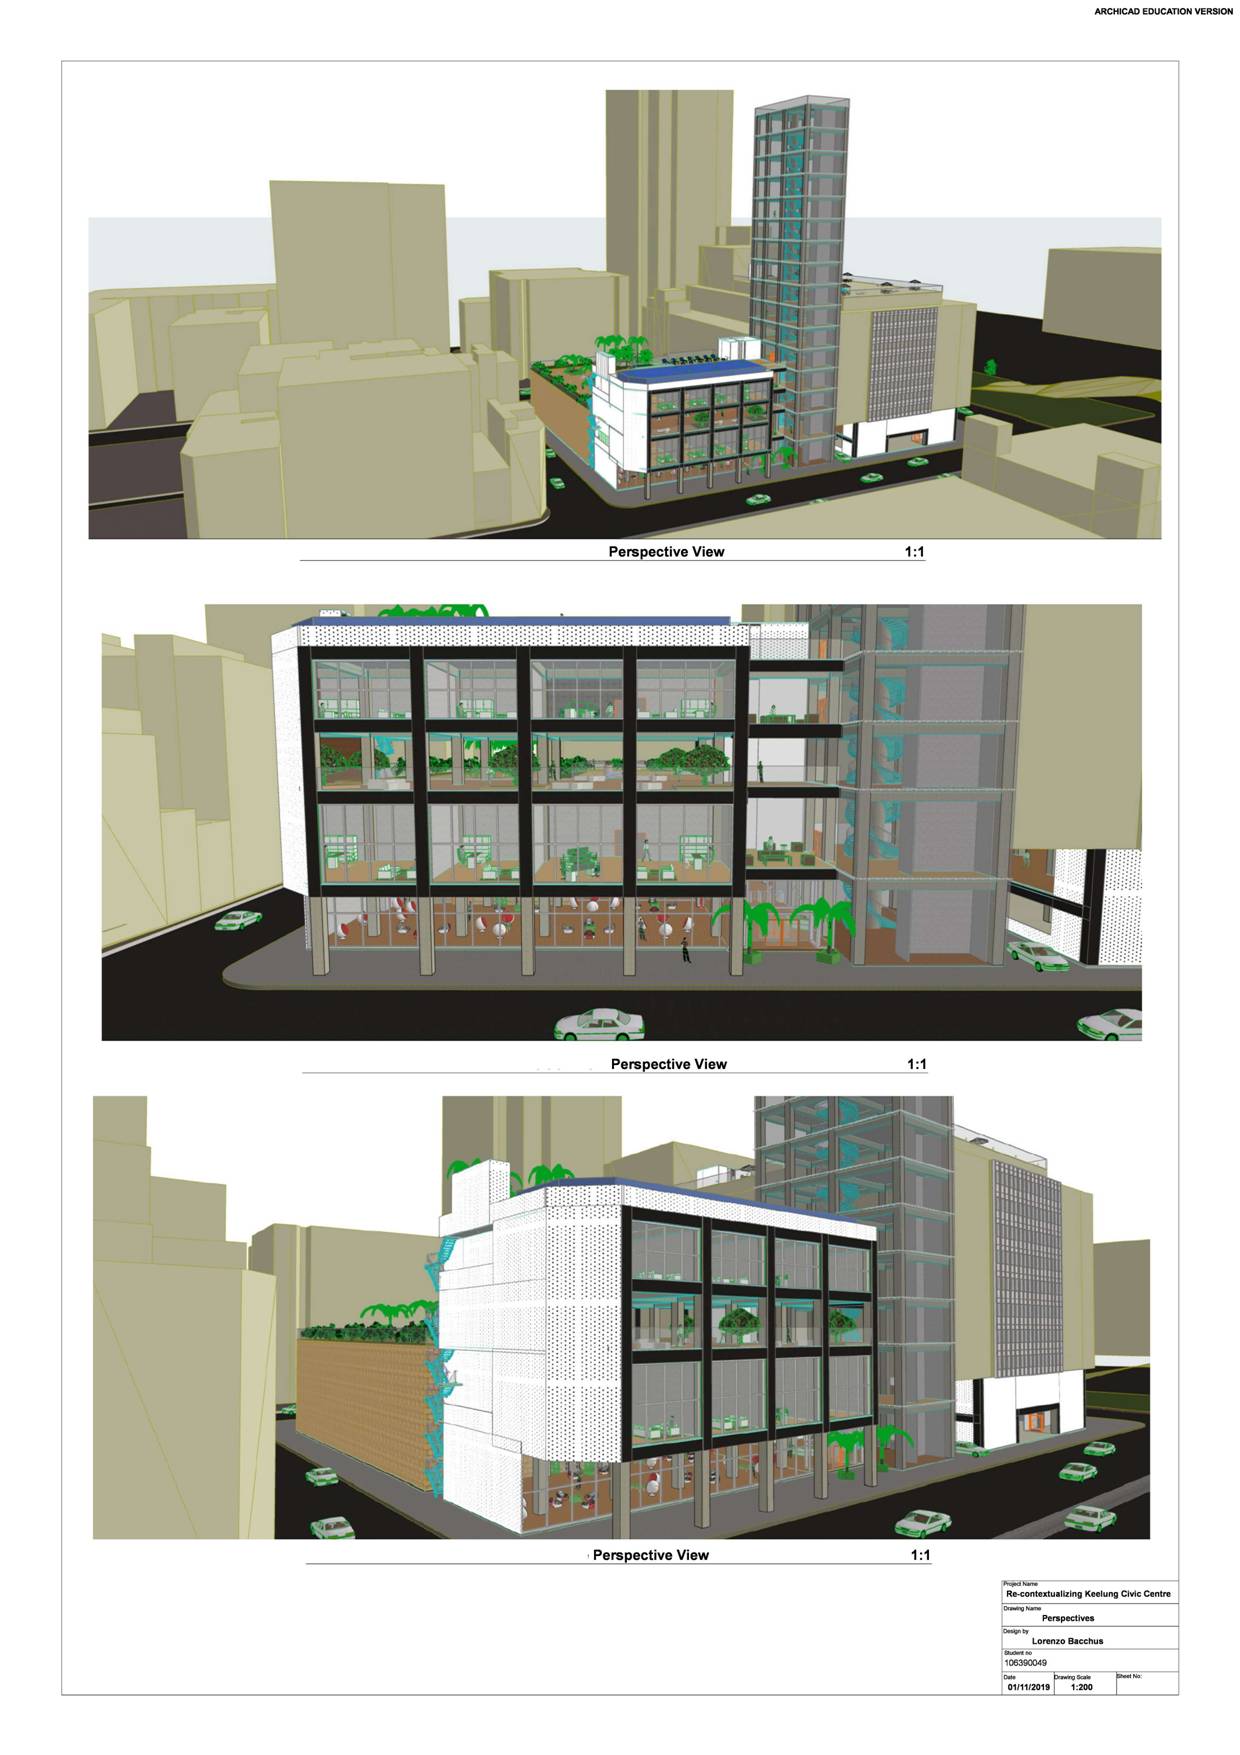 ARCHICAD EDUCATION VERSION
Perspective View 1:1
Perspective View 1:1
Perspective View 1:1
Project Name
Re-contextualizing Keelung Civic Centre
Drawing Name
Perspectives
Design by
Lorenzo Bacchus
Student no
106390049
Date Drawing Scale Sheet No:
01/11/2019 1:200